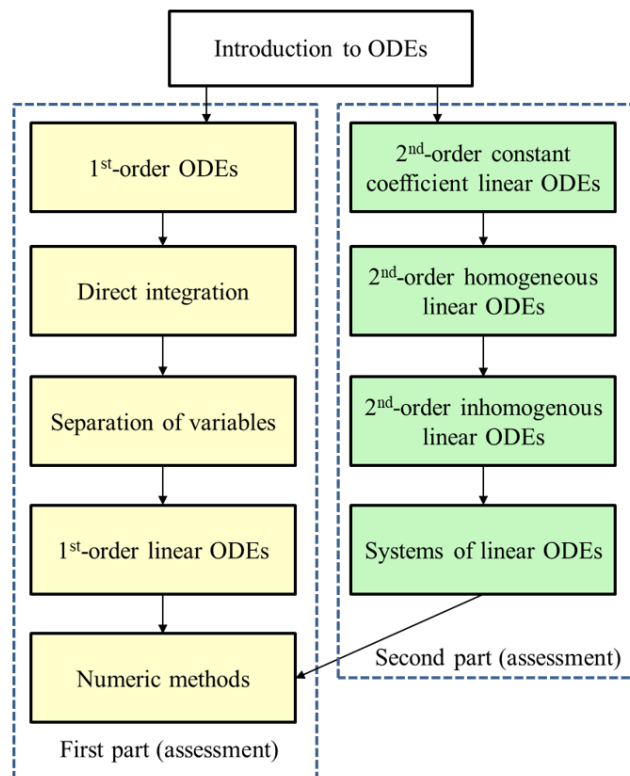 Introduction to ODEs
1st-order ODEs
Direct integration
Separation of variables
1st-order linear ODEs
Numeric methods
First part (assessment)
2nd-order constant
coefficient linear ODEs
2nd-order homogeneous
linear ODEs
2nd-order inhomogenous
linear ODEs
Systems of linear ODEs
Second part (assessment)